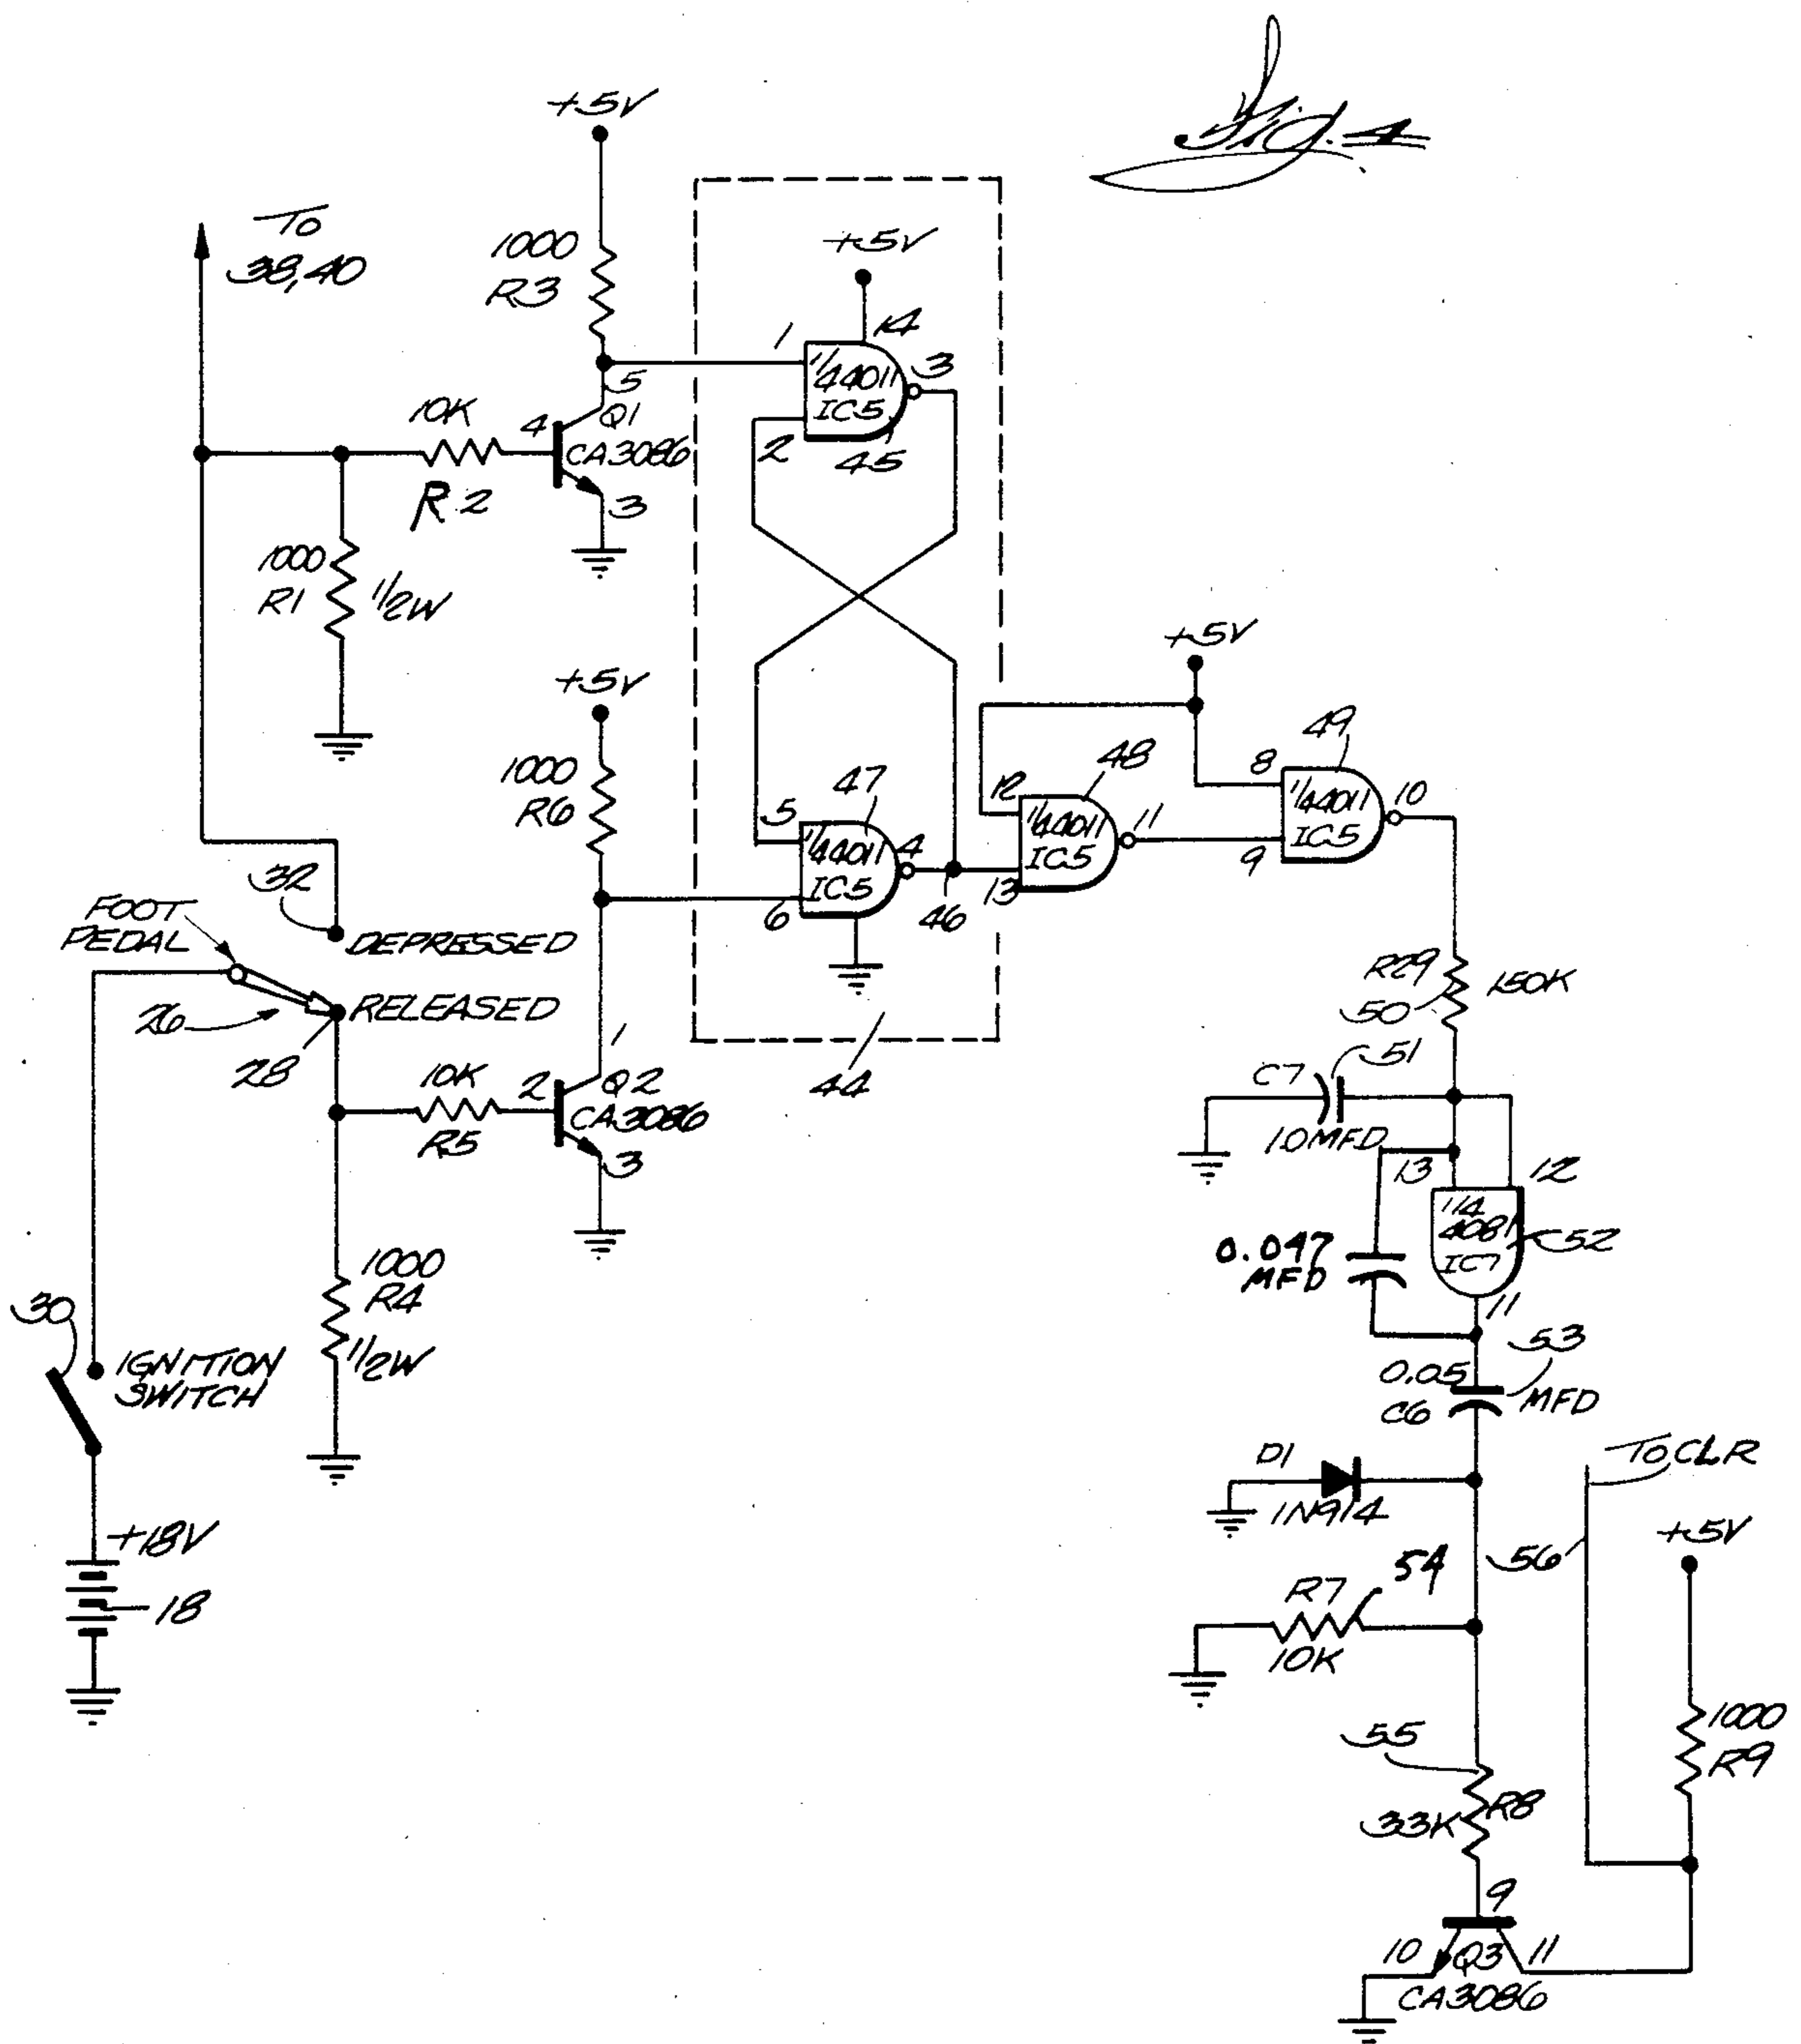 Fig. 4
+5V
To
38,40
1000
R3
+5V
1
14
1/4 4011
IC5
3
2
45
5
10K
4
Q1
CA3086
R2
3
1000
R1
1/2W
+5V
1000
R6
+5V
49
48
47
8
1/4 4011
IC5
10
12
1/4 4011
IC5
11
9
5
1/4 4011
IC5
4
6
46
13
32
FOOT
PEDAL
DEPRESSED
RELEASED
26
28
R29
50
150K
1
44
10K
2
Q2
CA3086
R5
3
C7
51
10MFD
13
12
1/4
4081
IC7
52
0.047
MFD
11
1000
R4
1/2W
30
IGNITION
SWITCH
53
0.05
C6
MFD
D1
1N914
TO CLR
+5V
56
+18V
18
R7
54
10K
55
1000
R9
33K
R8
9
10
Q3
11
CA3086